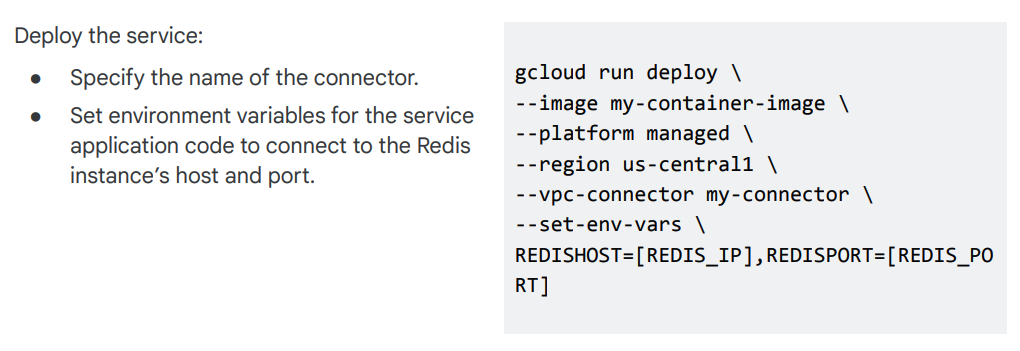 Deploy the service:
● Specify the name of the connector.
● Set environment variables for the service
application code to connect to the Redis
instance’s host and port.
gcloud run deploy \
--image my-container-image \
--platform managed \
--region us-central1 \
--vpc-connector my-connector \
--set-env-vars \
REDISHOST=[REDIS_IP],REDISPORT=[REDIS_PO
RT]